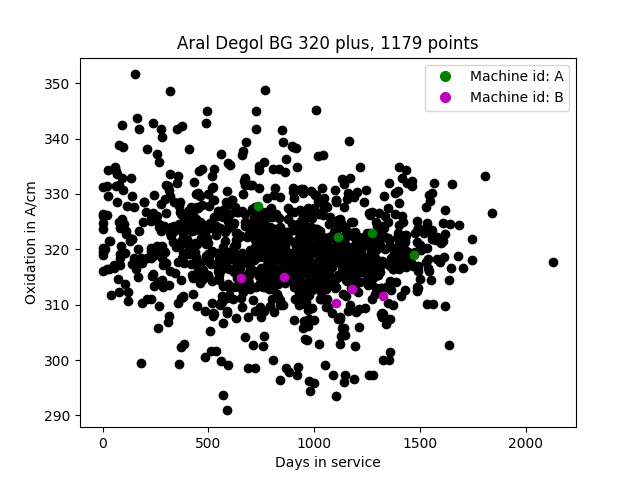 Aral Degol BG 320 plus, 1179 points
Machine id: A
Machine id: B
Oxidation in A/cm
350
340
330
320
310
300
290
0 500 1000 1500 2000
Days in service